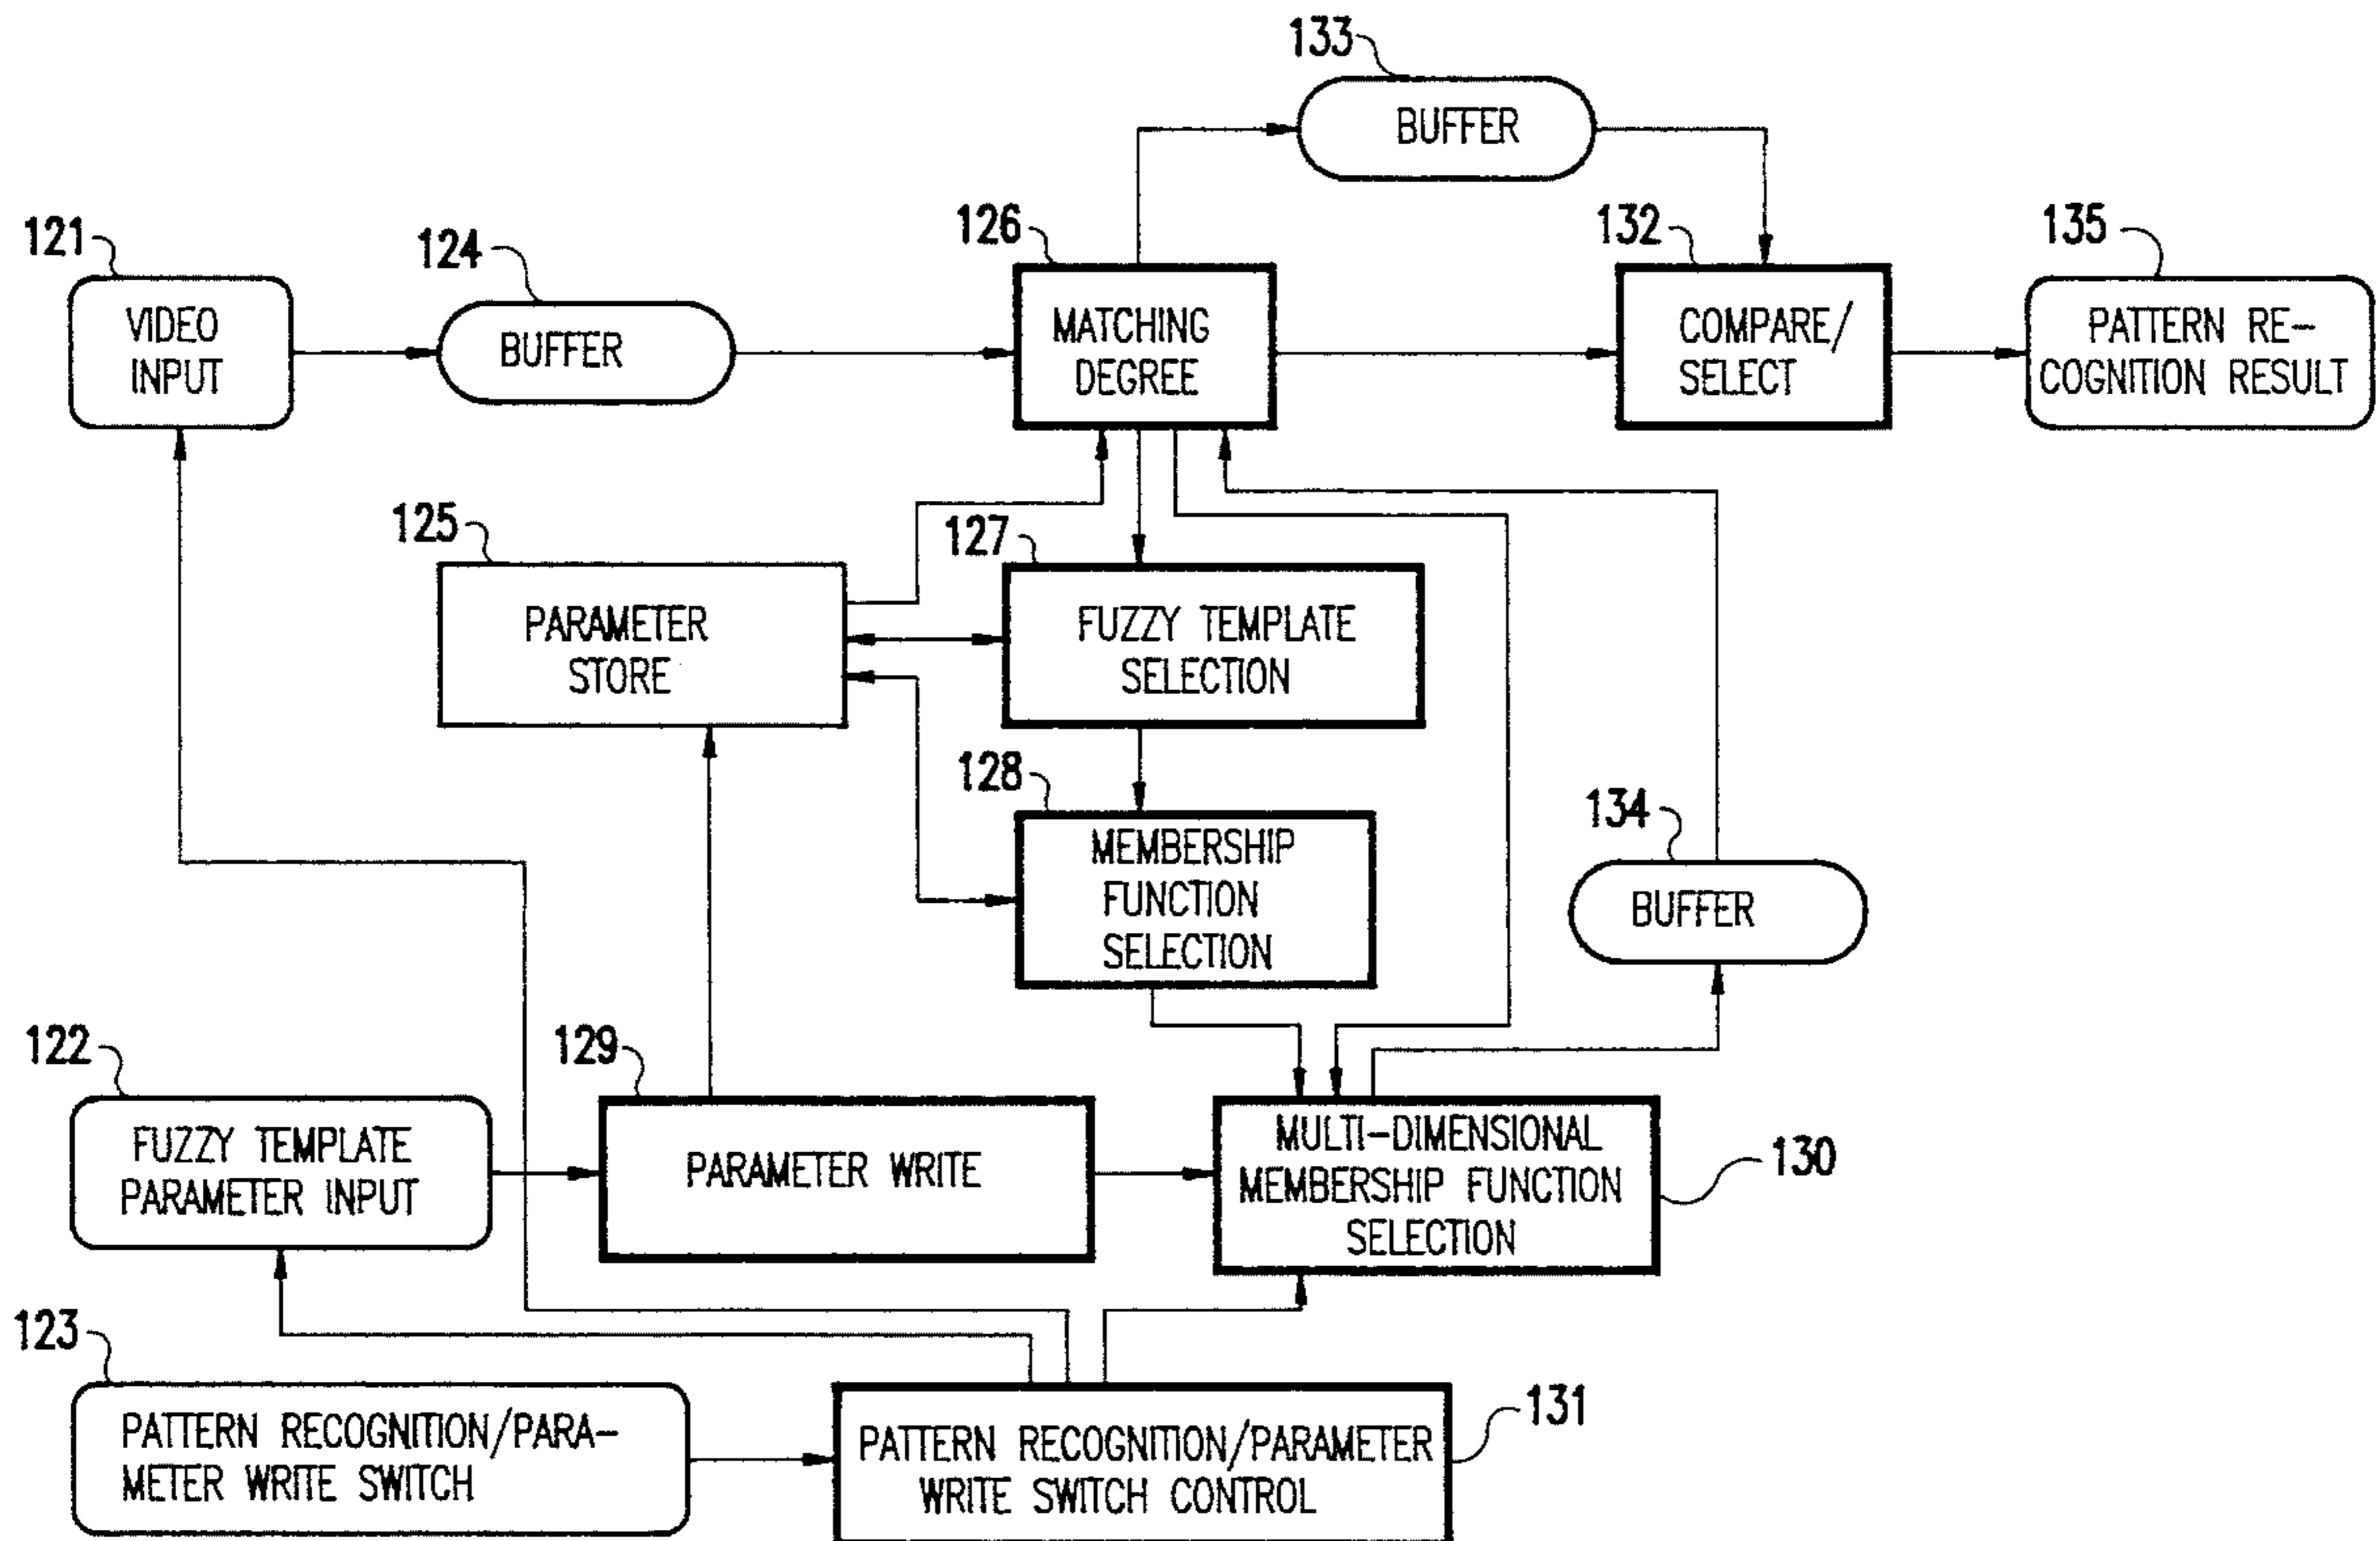 133
BUFFER
121
124
126
132
135
VIDEO
INPUT
BUFFER
MATCHING
DEGREE
COMPARE/
SELECT
PATTERN RE-
COGNITION RESULT
125
127
PARAMETER
STORE
FUZZY TEMPLATE
SELECTION
128
134
MEMBERSHIP
FUNCTION
SELECTION
BUFFER
122
129
FUZZY TEMPLATE
PARAMETER INPUT
PARAMETER WRITE
MULTI-DIMENSIONAL
MEMBERSHIP FUNCTION
SELECTION
130
123
PATTERN RECOGNITION/PARA-
METER WRITE SWITCH
PATTERN RECOGNITION/PARAMETER
WRITE SWITCH CONTROL
131